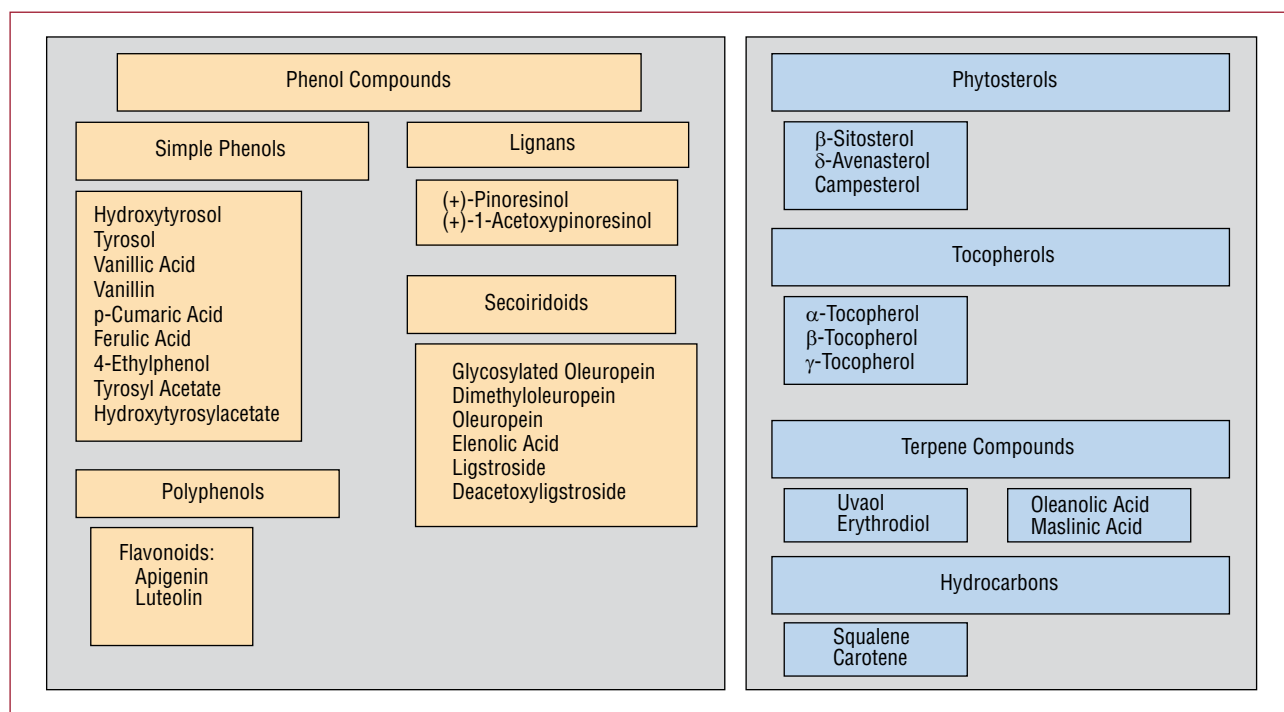 Phenol Compounds
Simple Phenols
Hydroxytyrosol
Tyrosol
Vanillic Acid
Vanillin
p-Cumaric Acid
Ferulic Acid
4-Ethylphenol
Tyrosyl Acetate
Hydroxytyrosylacetate
Polyphenols
Flavonoids:
Apigenin
Luteolin
Lignans
(+)-Pinoresinol
(+)-1-Acetoxypinoresinol
Secoiridoids
Glycosylated Oleuropein
Dimethyloleuropein
Oleuropein
Elenolic Acid
Ligstroside
Deacetoxyligstroside
Phytosterols
β-Sitosterol
δ-Avenasterol
Campesterol
Tocopherols
α-Tocopherol
β-Tocopherol
γ-Tocopherol
Terpene Compounds
Uvaol
Erythrodiol
Oleanolic Acid
Maslinic Acid
Hydrocarbons
Squalene
Carotene